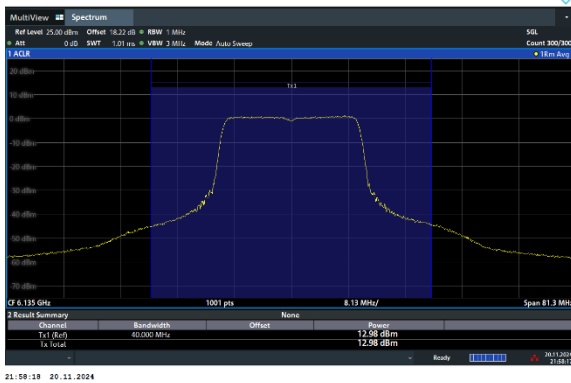 MultiView Spectrum
Ref Level 25.00 dBm Offset 18.22 dB RBW 1 MHz SGL
Att 0 dB SWT 1.01 ms VBW 3 MHz Mode Auto Sweep Count 300/300
1 ACLR 1Rm Avg
20 dBm
Tx1
10 dBm
0 dBm
-10 dBm
-20 dBm
-30 dBm
-40 dBm
-50 dBm
-60 dBm
-70 dBm
CF 6.135 GHz 1001 pts 8.13 MHz/ Span 81.3 MHz
2 Result Summary None
Channel Bandwidth Offset Power
Tx1 (Ref) 40.000 MHz 12.98 dBm
Tx Total 12.98 dBm
Ready 20.11.2024
21:58:17
21:58:18 20.11.2024